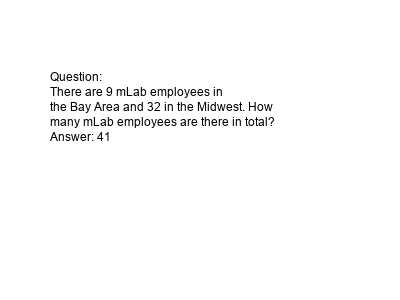 Question:
There are 9 mLab employees in
the Bay Area and 32 in the Midwest. How
many mLab employees are there in total?
Answer: 41